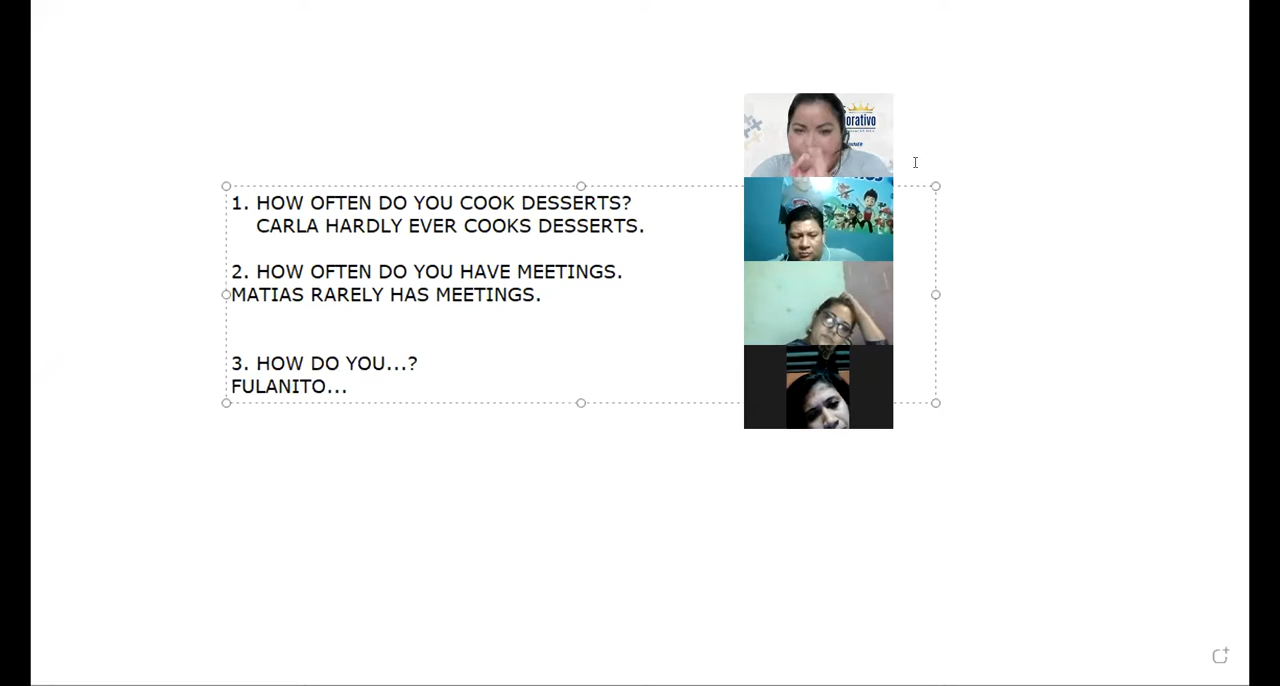 1. HOW OFTEN DO YOU COOK DESSERTS?
CARLA HARDLY EVER COOKS DESSERTS.
2. HOW OFTEN DO YOU HAVE MEETINGS.
MATIAS RARELY HAS MEETINGS.
3. HOW DO YOU...?
FULANITO...
orativo